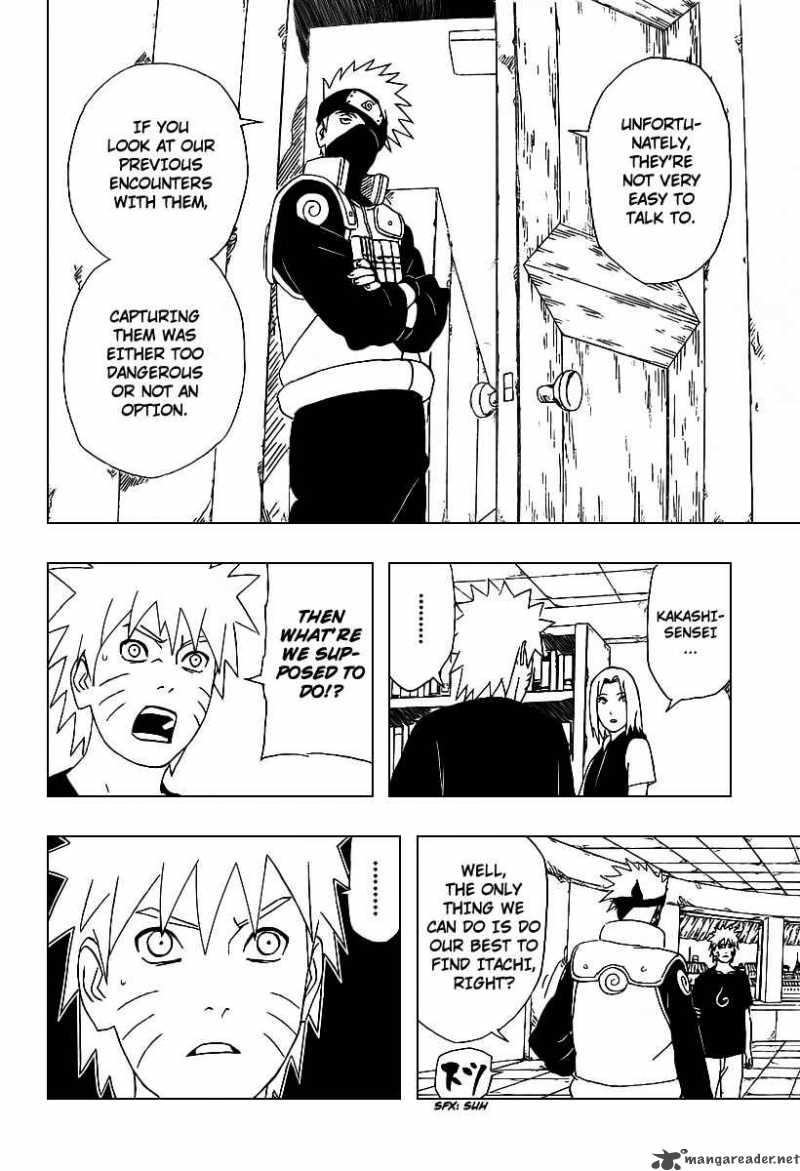 UNFORTU-
NATELY,
THEY'RE
NOT VERY
EASY TO
TALK TO.
IF YOU
LOOK AT OUR
PREVIOUS
ENCOUNTERS
WITH THEM,
CAPTURING
THEM WAS
EITHER TOO
DANGEROUS
OR NOT AN
OPTION.
KAKASHI-
SENSEI
...
.........
THEN
WHAT'RE
WE SUP-
POSED TO
DO!?
WELL,
THE ONLY
THING WE
CAN DO IS DO
OUR BEST TO
FIND ITACHI,
RIGHT?
スッ
SFX: SUH
.........
mangareader.net